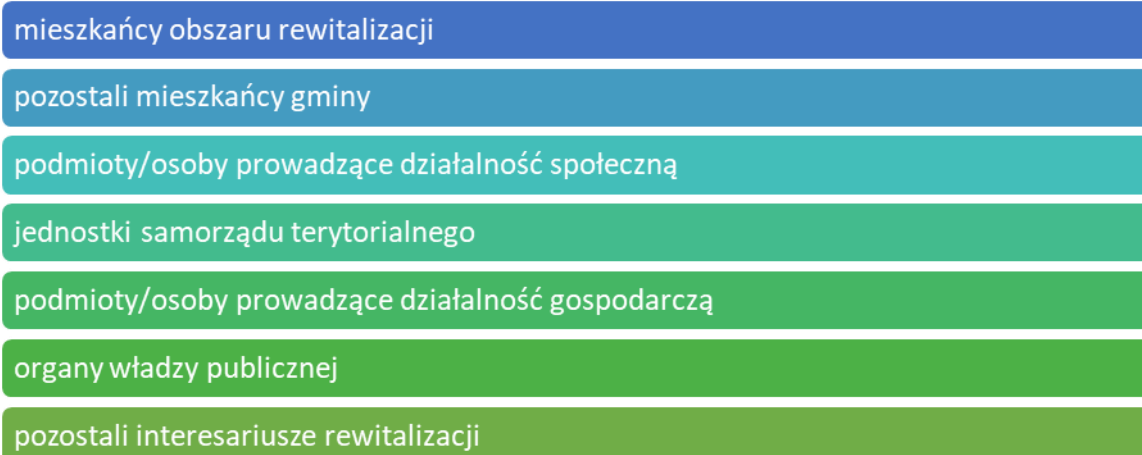 mieszkańcy obszaru rewitalizacji
pozostali mieszkańcy gminy
podmioty/osoby prowadzące działalność społeczną
jednostki samorządu terytorialnego
podmioty/osoby prowadzące działalność gospodarczą
organy władzy publicznej
pozostali interesariusze rewitalizacji